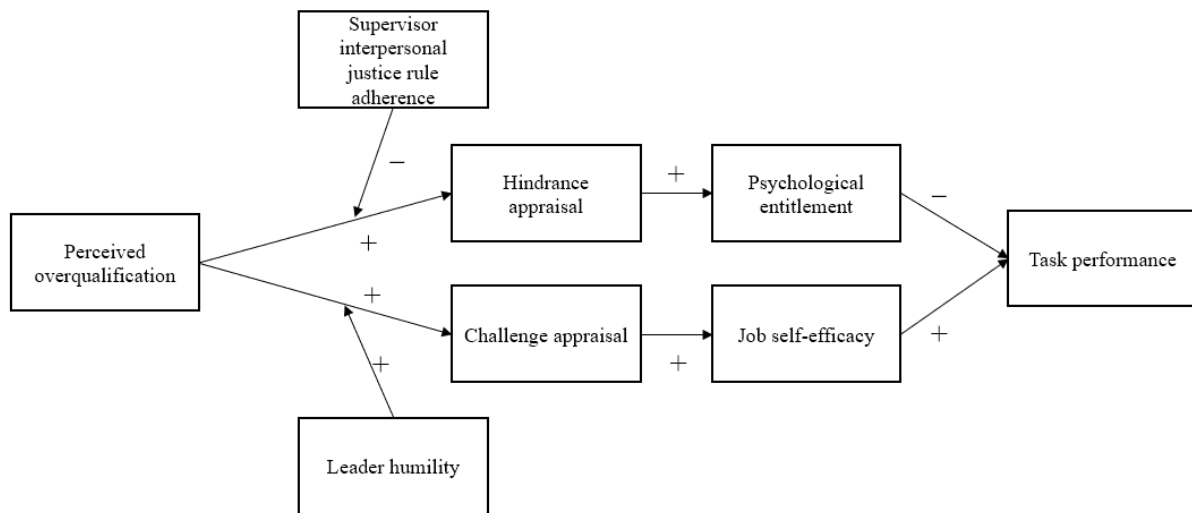 Supervisor
interpersonal
justice rule
adherence
−
Hindrance
appraisal
+
Psychological
entitlement
−
Perceived
overqualification
+
+
Task performance
Challenge appraisal
+
Job self-efficacy
+
+
Leader humility